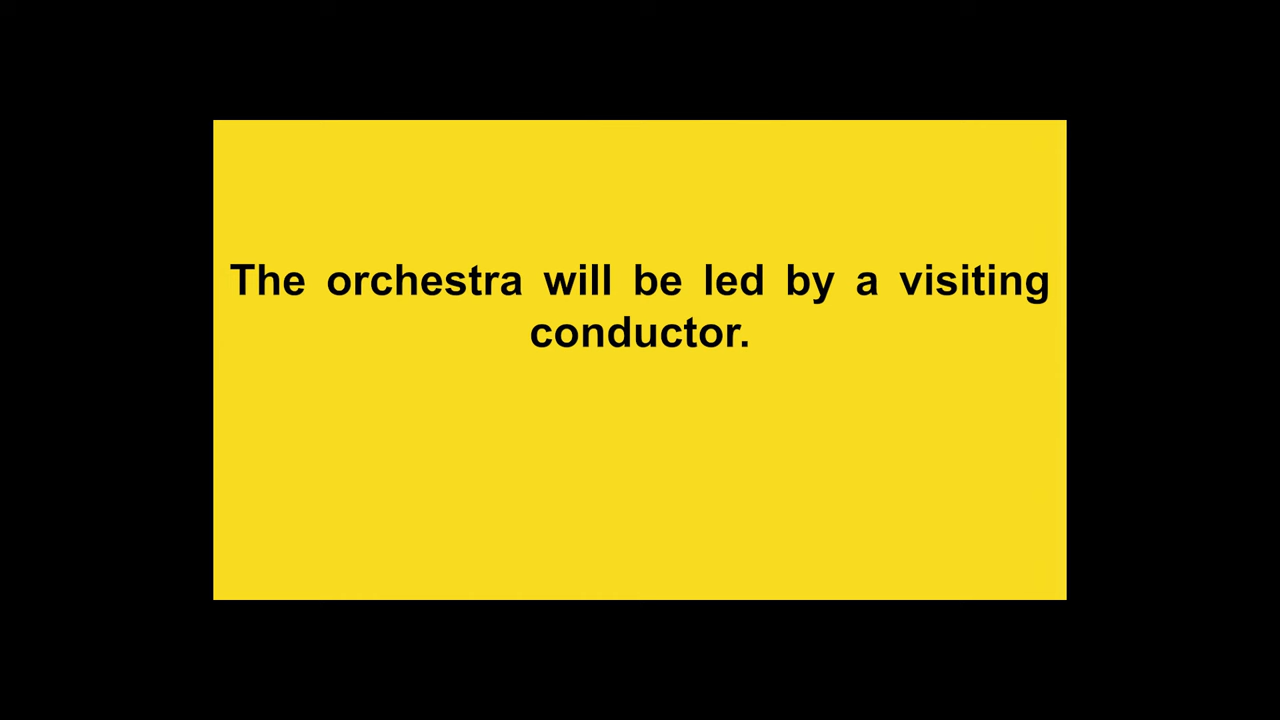 The orchestra will be led by a visiting
conductor.